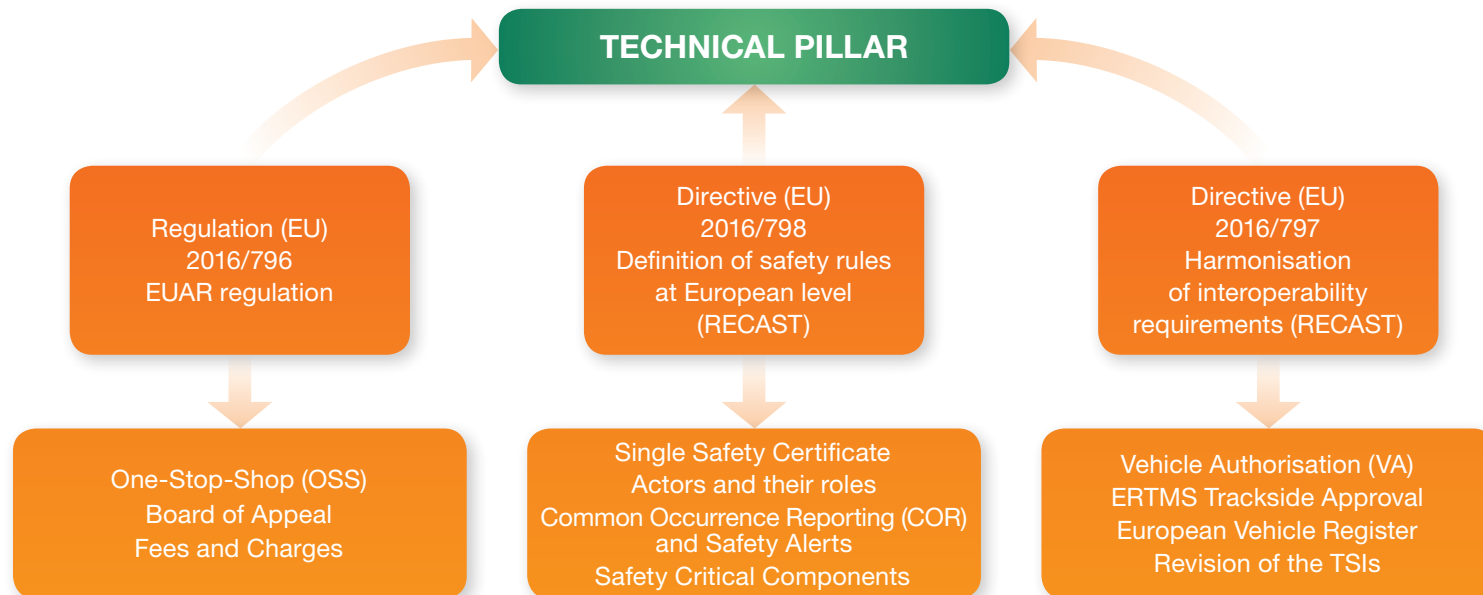 TECHNICAL PILLAR
Regulation (EU)
2016/796
EUAR regulation
Directive (EU)
2016/798
Definition of safety rules
at European level
(RECAST)
Directive (EU)
2016/797
Harmonisation
of interoperability
requirements (RECAST)
One-Stop-Shop (OSS)
Board of Appeal
Fees and Charges
Single Safety Certificate
Actors and their roles
Common Occurrence Reporting (COR)
and Safety Alerts
Safety Critical Components
Vehicle Authorisation (VA)
ERTMS Trackside Approval
European Vehicle Register
Revision of the TSIs